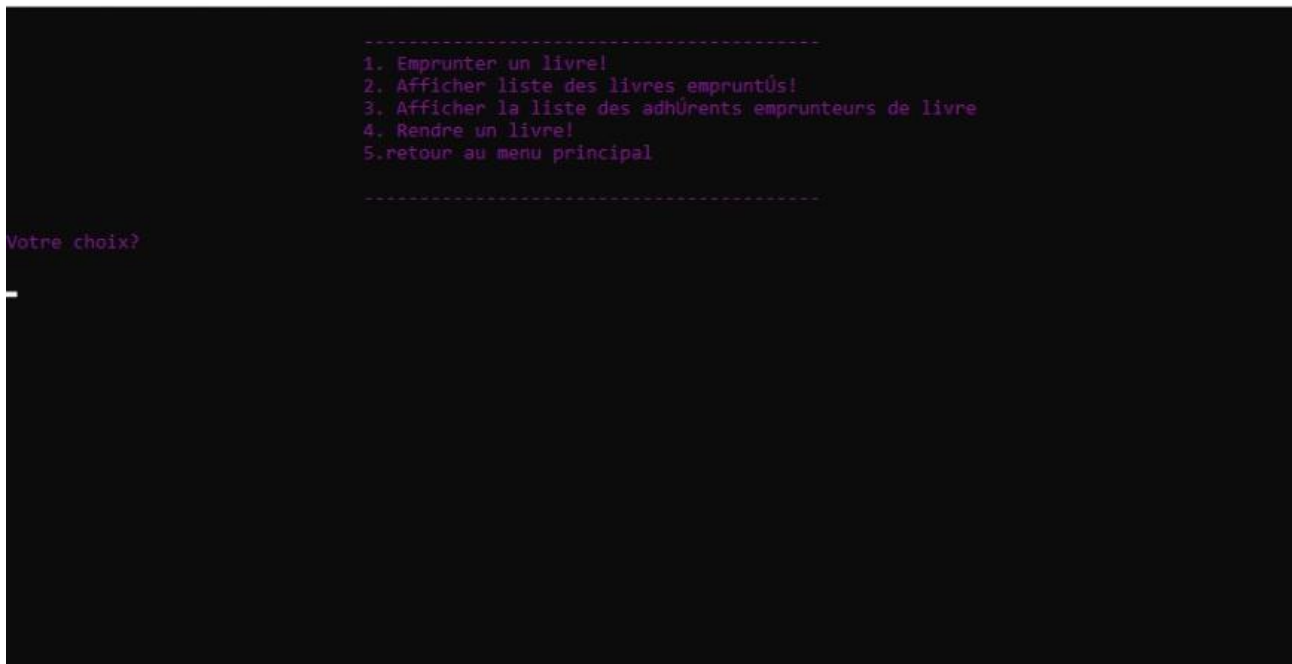 -----------------------------------------
1. Emprunter un livre!
2. Afficher liste des livres empruntÚs!
3. Afficher la liste des adhÚrents emprunteurs de livre
4. Rendre un livre!
5.retour au menu principal
-----------------------------------------
Votre choix?